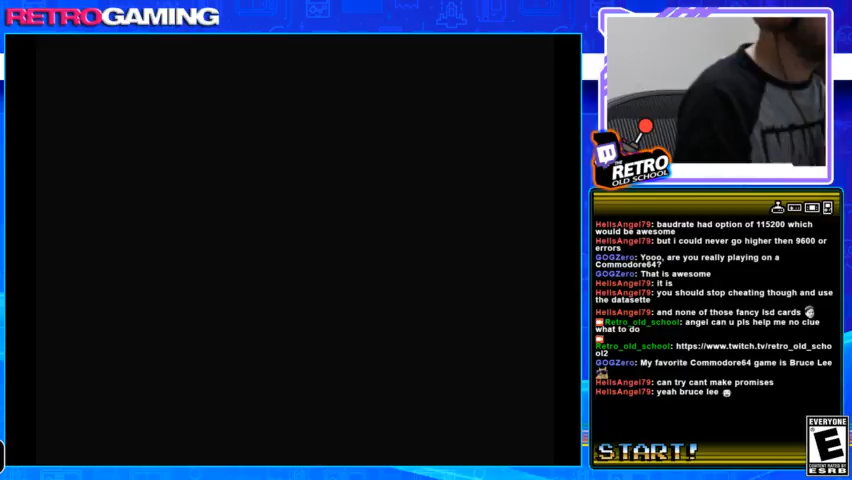 RETROGAMING
THE
RETRO
OLD SCHOOL
HellsAngel79: baudrate had option of 115200 which
would be awesome
HellsAngel79: but i could never go higher then 9600 or
errors
GOGZero: Yooo, are you really playing on a
Commodore64?
GOGZero: That is awesome
HellsAngel79: it is
HellsAngel79: you should stop cheating though and use
the datasette
HellsAngel79: and none of those fancy lsd cards
Retro_old_school: angel can u pls help me no clue
what to do
Retro_old_school: https://www.twitch.tv/retro_old_scho
ol2
GOGZero: My favorite Commodore64 game is Bruce Lee
HellsAngel79: can try cant make promises
HellsAngel79: yeah bruce lee
START!
EVERYONE
E
CONTENT RATED BY
ESRB